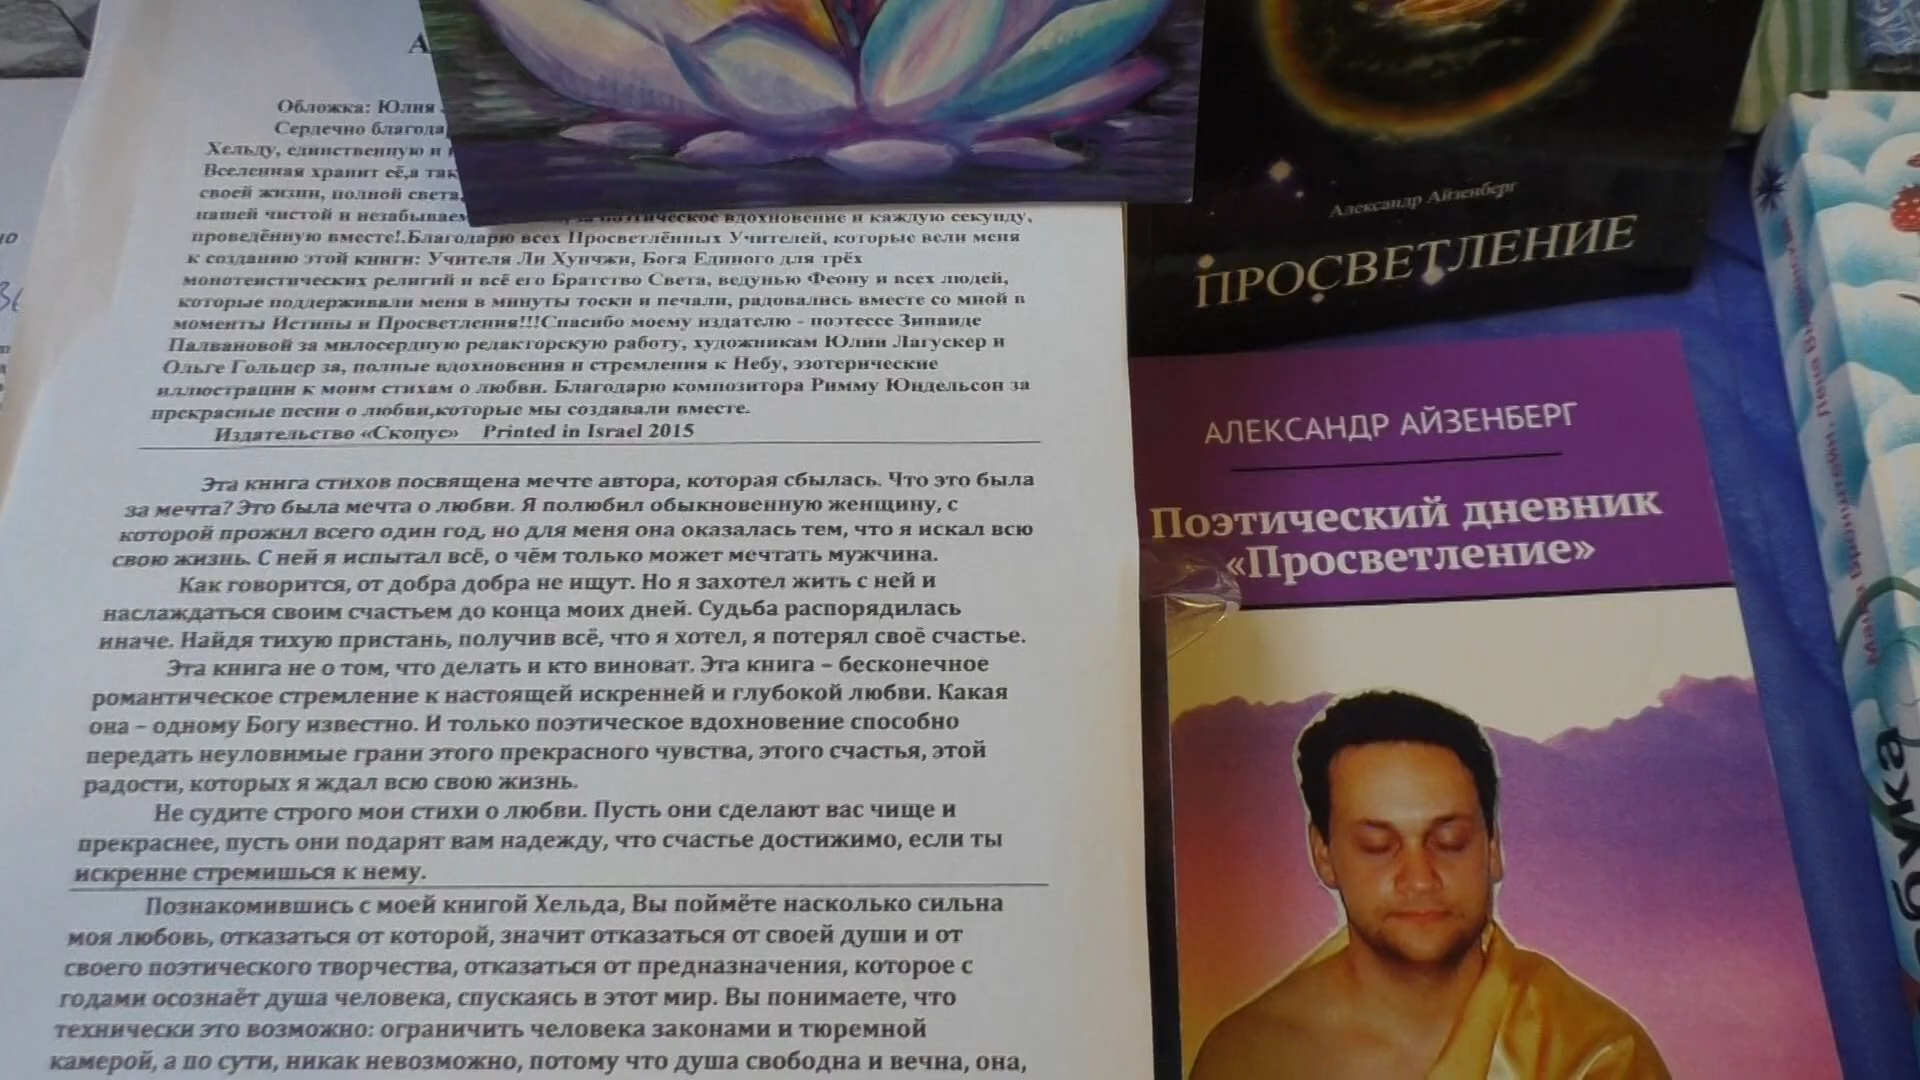 Обложка: Юлия
Сердечно благода
Хельду, единственную и
Вселенная хранит её,а так
своей жизни, полной света,
нашей чистой и незабываем за поэтическое вдохновение и каждую секунду,
проведённую вместе!.Благодарю всех Просветлённых Учителей, которые вели меня
к созданию этой книги: Учителя Ли Хунчжи, Бога Единого для трёх
монотеистических религий и всё его Братство Света, ведунью Феону и всех людей,
которые поддерживали меня в минуты тоски и печали, радовались вместе со мной в
моменты Истины и Просветления!!!Спасибо моему издателю - поэтессе Зинаиде
Палвановой за милосердную редакторскую работу, художникам Юлии Лагускер и
Ольге Гольцер за, полные вдохновения и стремления к Небу, эзотерические
иллюстрации к моим стихам о любви. Благодарю композитора Римму Юндельсон за
прекрасные песни о любви,которые мы создавали вместе.
Издательство «Скопус» Printed in Israel 2015
Эта книга стихов посвящена мечте автора, которая сбылась. Что это была
за мечта? Это была мечта о любви. Я полюбил обыкновенную женщину, с
которой прожил всего один год, но для меня она оказалась тем, что я искал всю
свою жизнь. С ней я испытал всё, о чём только может мечтать мужчина.
Как говорится, от добра добра не ищут. Но я захотел жить с ней и
наслаждаться своим счастьем до конца моих дней. Судьба распорядилась
иначе. Найдя тихую пристань, получив всё, что я хотел, я потерял своё счастье.
Эта книга не о том, что делать и кто виноват. Эта книга – бесконечное
романтическое стремление к настоящей искренней и глубокой любви. Какая
она – одному Богу известно. И только поэтическое вдохновение способно
передать неуловимые грани этого прекрасного чувства, этого счастья, этой
радости, которых я ждал всю свою жизнь.
Не судите строго мои стихи о любви. Пусть они сделают вас чище и
прекраснее, пусть они подарят вам надежду, что счастье достижимо, если ты
искренне стремишься к нему.
Познакомившись с моей книгой Хельда, Вы поймёте насколько сильна
моя любовь, отказаться от которой, значит отказаться от своей души и от
своего поэтического творчества, отказаться от предназначения, которое с
годами осознаёт душа человека, спускаясь в этот мир. Вы понимаете, что
технически это возможно: ограничить человека законами и тюремной
камерой, а по сути, никак невозможно, потому что душа свободна и вечна, она,
Александр Айзенберг
ПРОСВЕТЛЕНИЕ
АЛЕКСАНДР АЙЗЕНБЕРГ
Поэтический дневник
«Просветление»